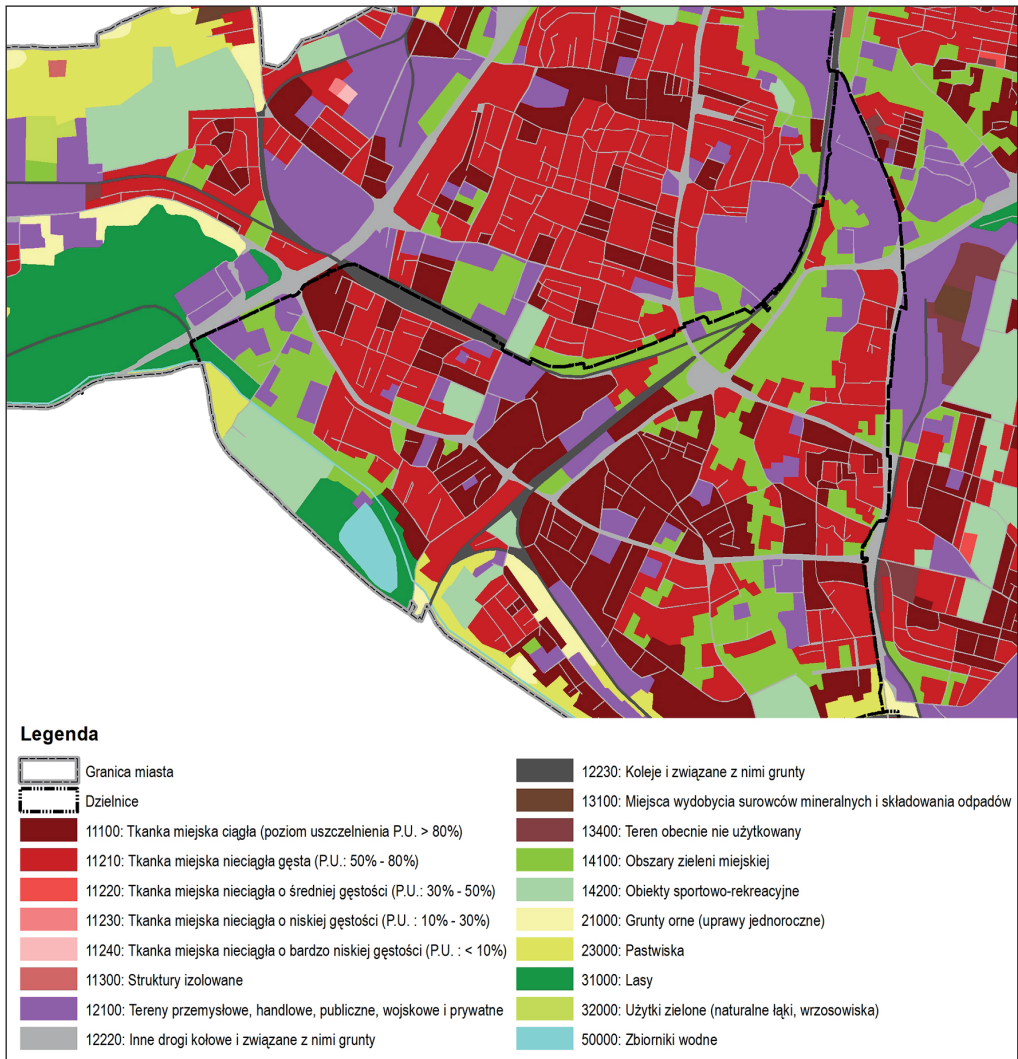 Legenda
Granica miasta
Dzielnice
11100: Tkanka miejska ciągła (poziom uszczelnienia P.U. > 80%)
11210: Tkanka miejska nieciągła gęsta (P.U.: 50% - 80%)
11220: Tkanka miejska nieciągła o średniej gęstości (P.U.: 30% - 50%)
11230: Tkanka miejska nieciągła o niskiej gęstości (P.U. : 10% - 30%)
11240: Tkanka miejska nieciągła o bardzo niskiej gęstości (P.U. : < 10%)
11300: Struktury izolowane
12100: Tereny przemysłowe, handlowe, publiczne, wojskowe i prywatne
12220: Inne drogi kołowe i związane z nimi grunty
12230: Koleje i związane z nimi grunty
13100: Miejsca wydobycia surowców mineralnych i składowania odpadów
13400: Teren obecnie nie użytkowany
14100: Obszary zieleni miejskiej
14200: Obiekty sportowo-rekreacyjne
21000: Grunty orne (uprawy jednoroczne)
23000: Pastwiska
31000: Lasy
32000: Użytki zielone (naturalne łąki, wrzosowiska)
50000: Zbiorniki wodne